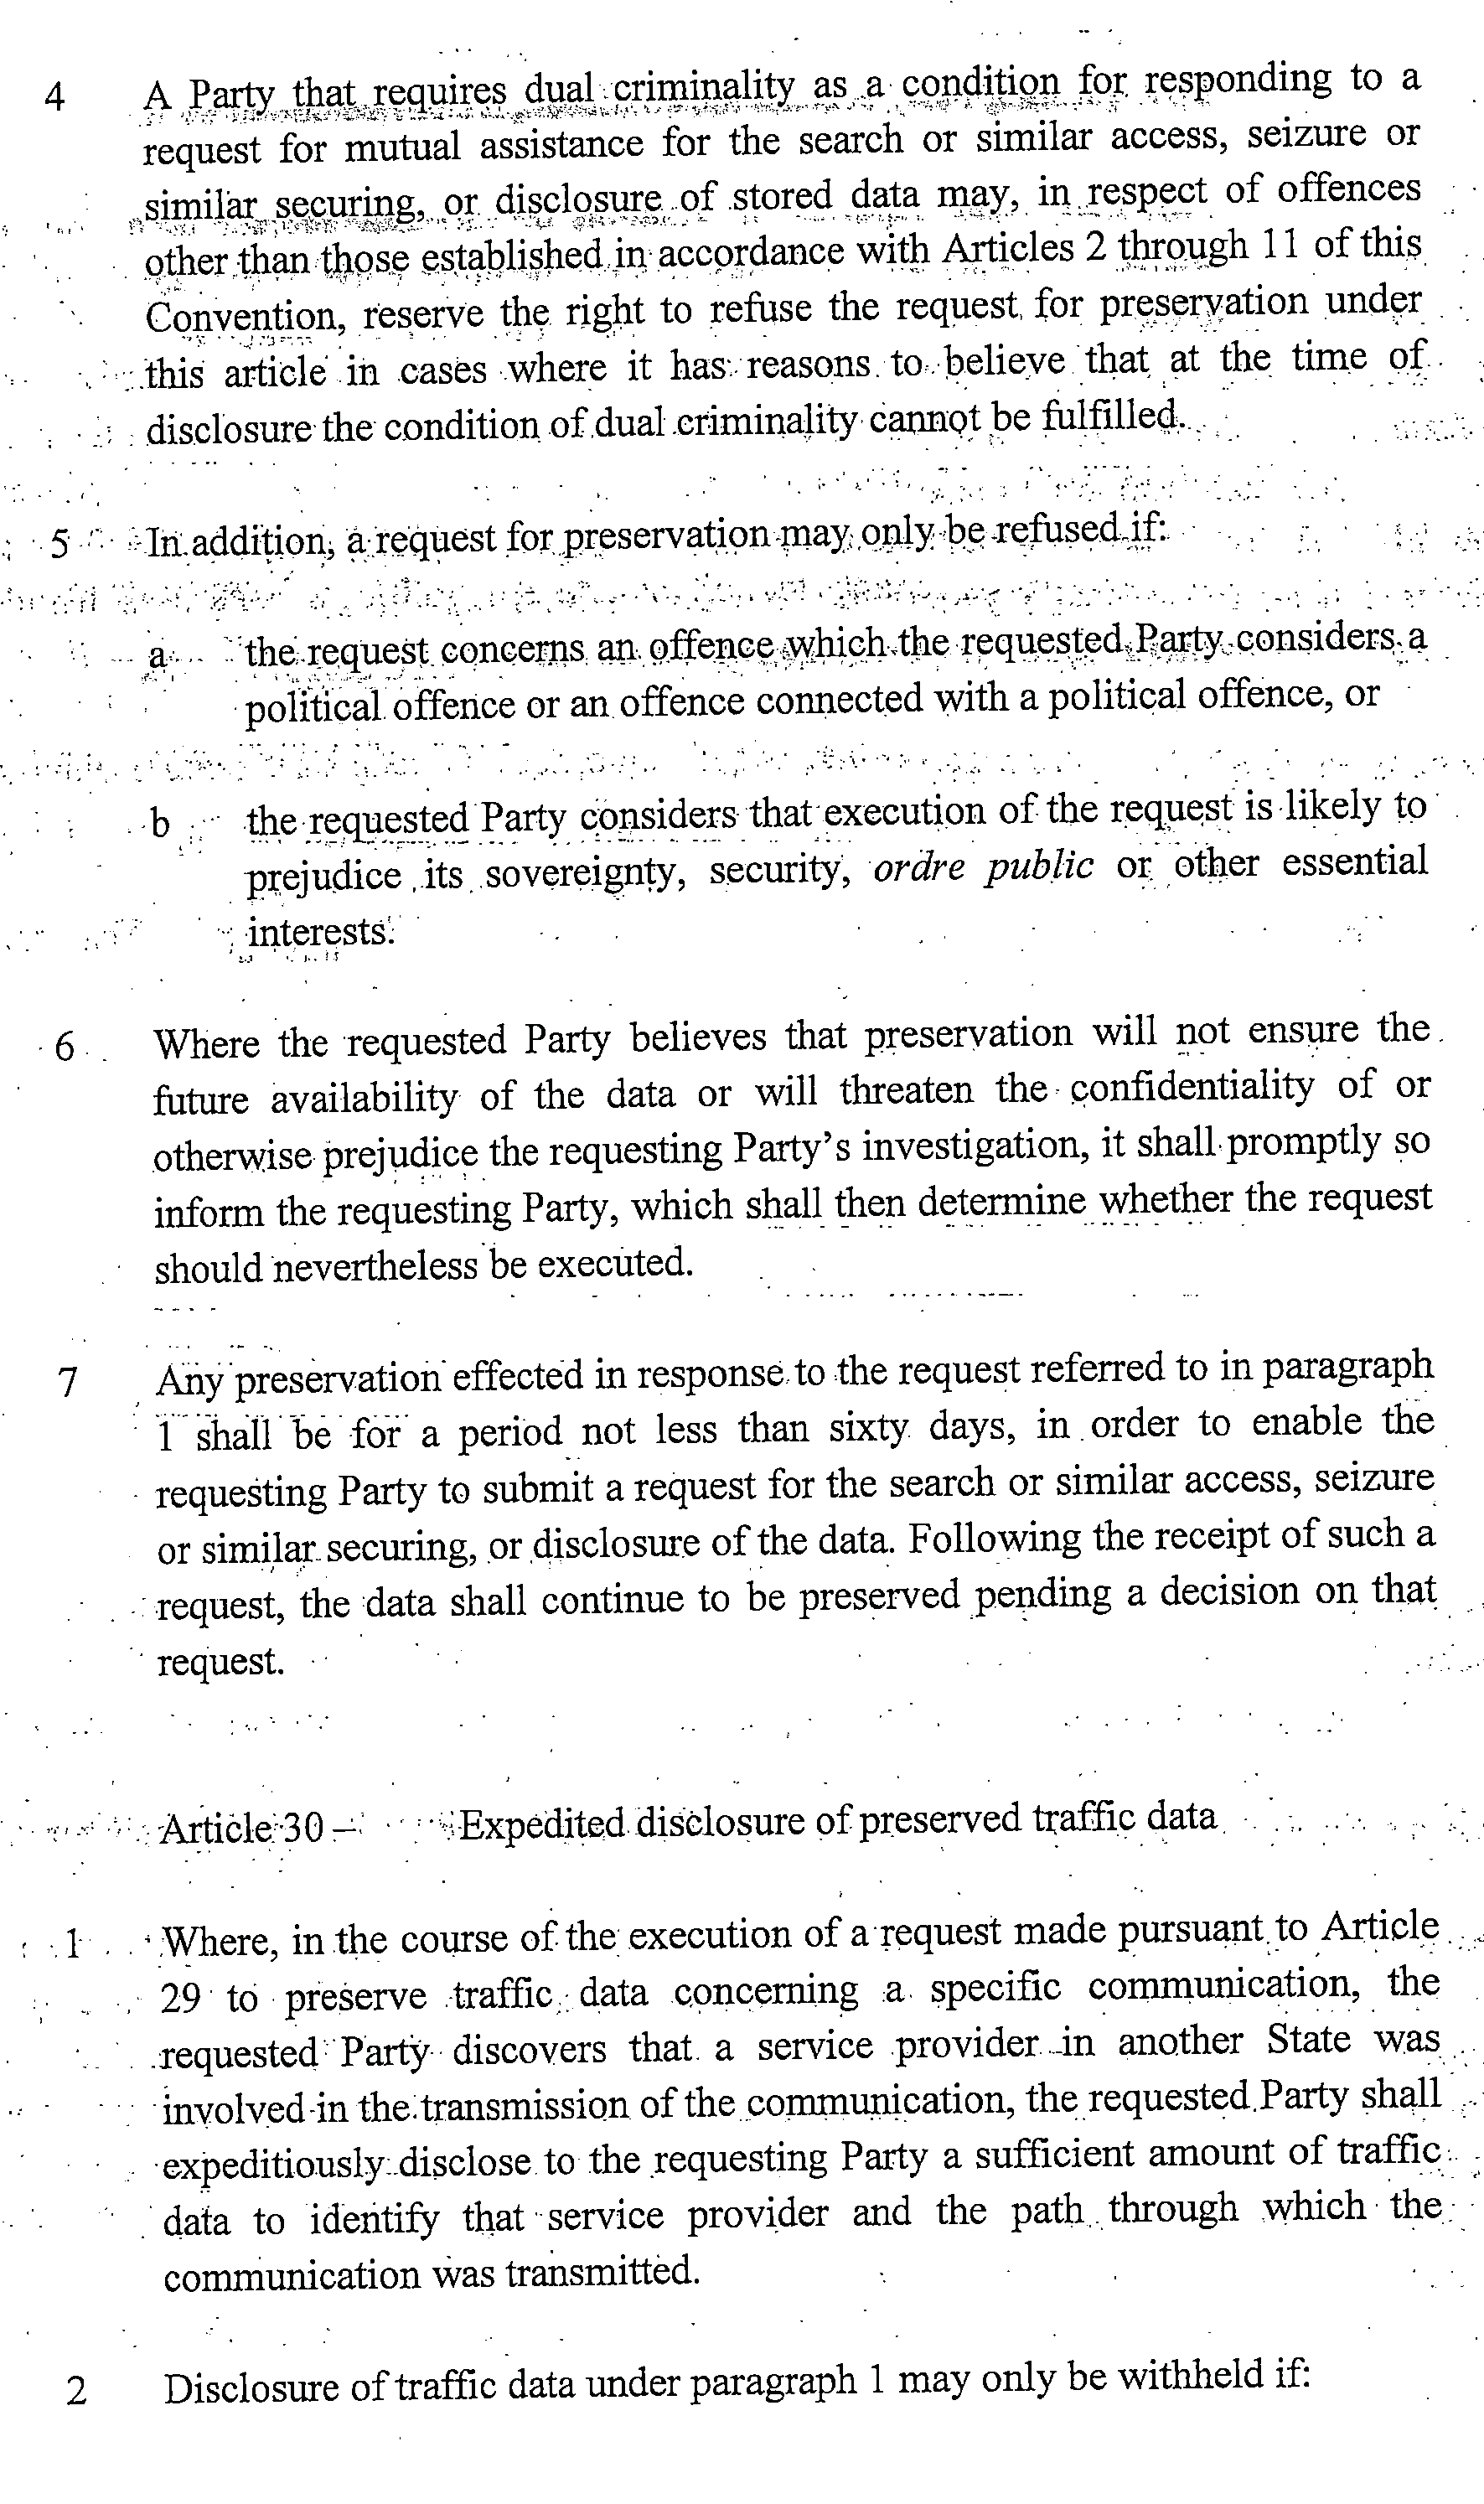 4 A Party that requires dual criminality as a condition for responding to a
request for mutual assistance for the search or similar access, seizure or
similar securing, or disclosure of stored data may, in respect of offences
other than those established in accordance with Articles 2 through 11 of this
Convention, reserve the right to refuse the request for preservation under
this article in cases where it has reasons to believe that at the time of
disclosure the condition of dual criminality cannot be fulfilled.
5 In addition, a request for preservation may only be refused if:
a the request concerns an offence which the requested Party considers a
political offence or an offence connected with a political offence, or
b the requested Party considers that execution of the request is likely to
prejudice its sovereignty, security, ordre public or other essential
interests.
6 Where the requested Party believes that preservation will not ensure the
future availability of the data or will threaten the confidentiality of or
otherwise prejudice the requesting Party's investigation, it shall promptly so
inform the requesting Party, which shall then determine whether the request
should nevertheless be executed.
7 Any preservation effected in response to the request referred to in paragraph
1 shall be for a period not less than sixty days, in order to enable the
requesting Party to submit a request for the search or similar access, seizure
or similar securing, or disclosure of the data. Following the receipt of such a
request, the data shall continue to be preserved pending a decision on that
request.
Article 30 – Expedited disclosure of preserved traffic data
1 Where, in the course of the execution of a request made pursuant to Article
29 to preserve traffic data concerning a specific communication, the
requested Party discovers that a service provider in another State was
involved in the transmission of the communication, the requested Party shall
expeditiously disclose to the requesting Party a sufficient amount of traffic
data to identify that service provider and the path through which the
communication was transmitted.
2 Disclosure of traffic data under paragraph 1 may only be withheld if: